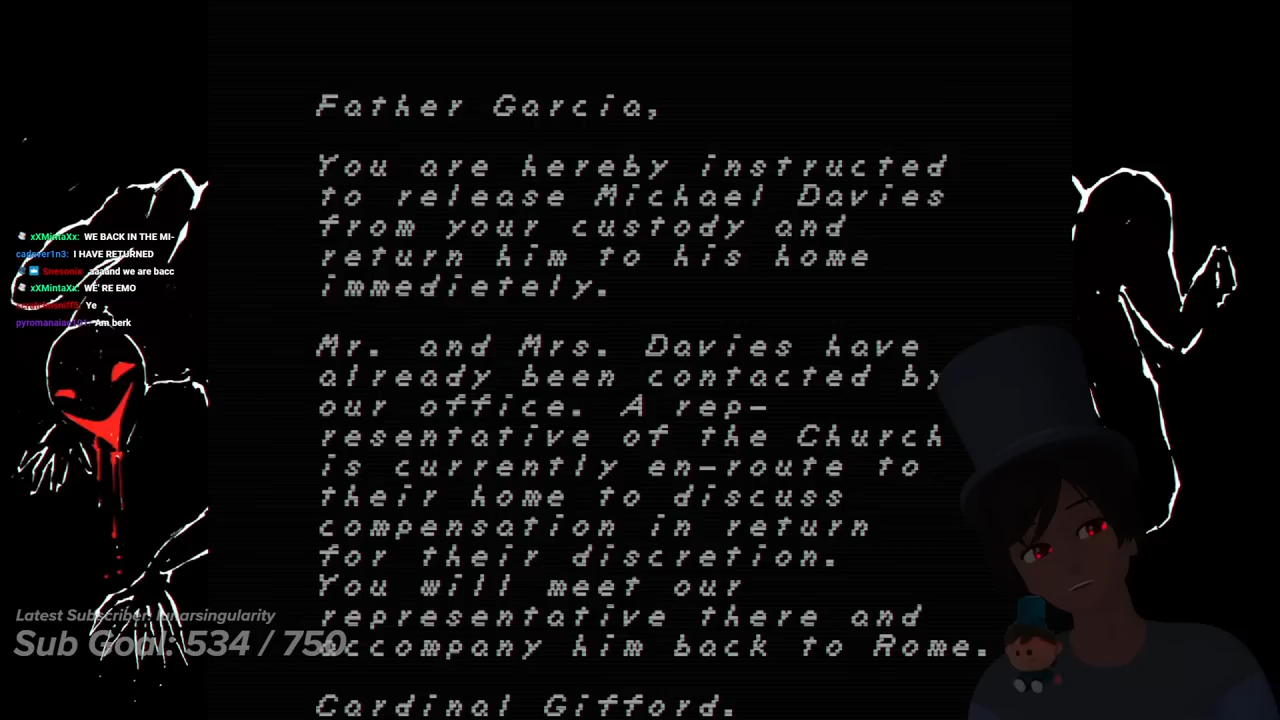 Father Garcia,
You are hereby instructed
to release Michael Davies
from your custody and
return him to his home
immedietely.
Mr. and Mrs. Davies have
already been contacted by
our office. A rep-
resentative of the Church
is currently en-route to
their home to discuss
compensation in return
for their discretion.
You will meet our
representative there and
accompany him back to Rome.
Cardinal Gifford.
xXMintaXx: WE BACK IN THE MI-
cadaver1n3: I HAVE RETURNED
Snesonix: aaaand we are bacc
xXMintaXx: WE' RE EMO
Ye
Am berk
Latest Subscriber: lunarsingularity
Sub Goal: 534 / 750